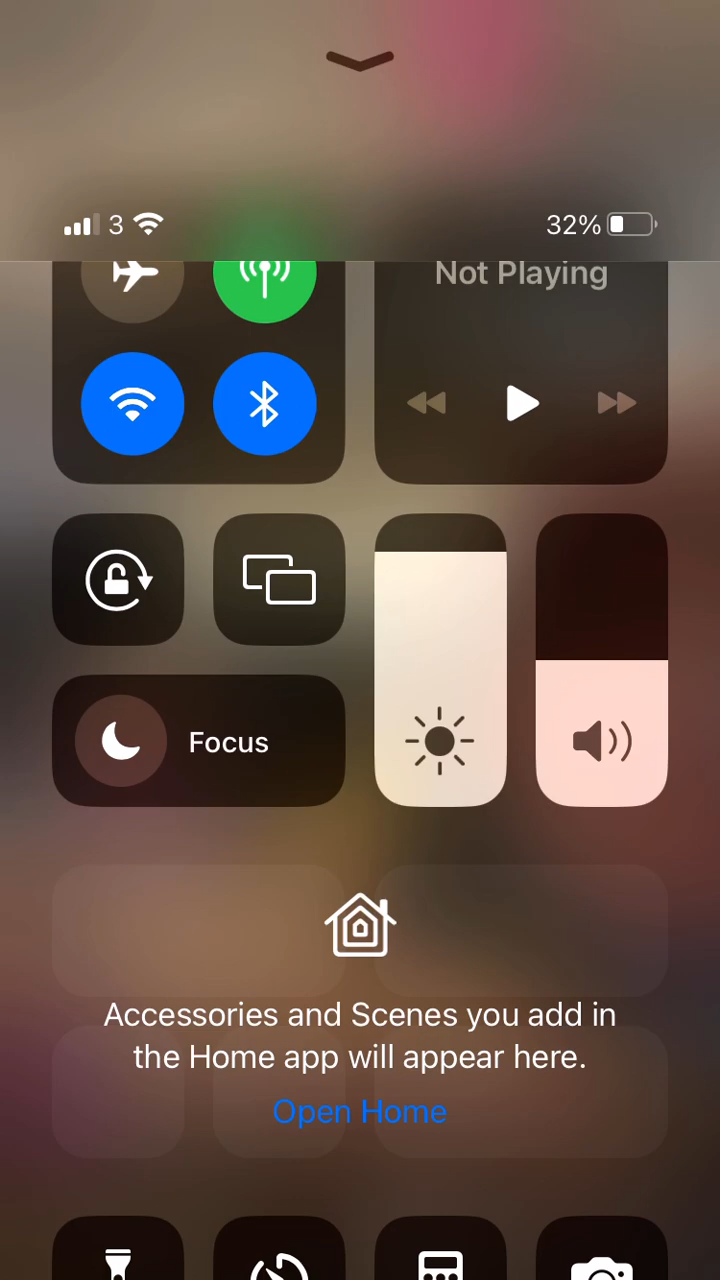 3 32%
Not Playing
Focus
Accessories and Scenes you add in
the Home app will appear here.
Open Home